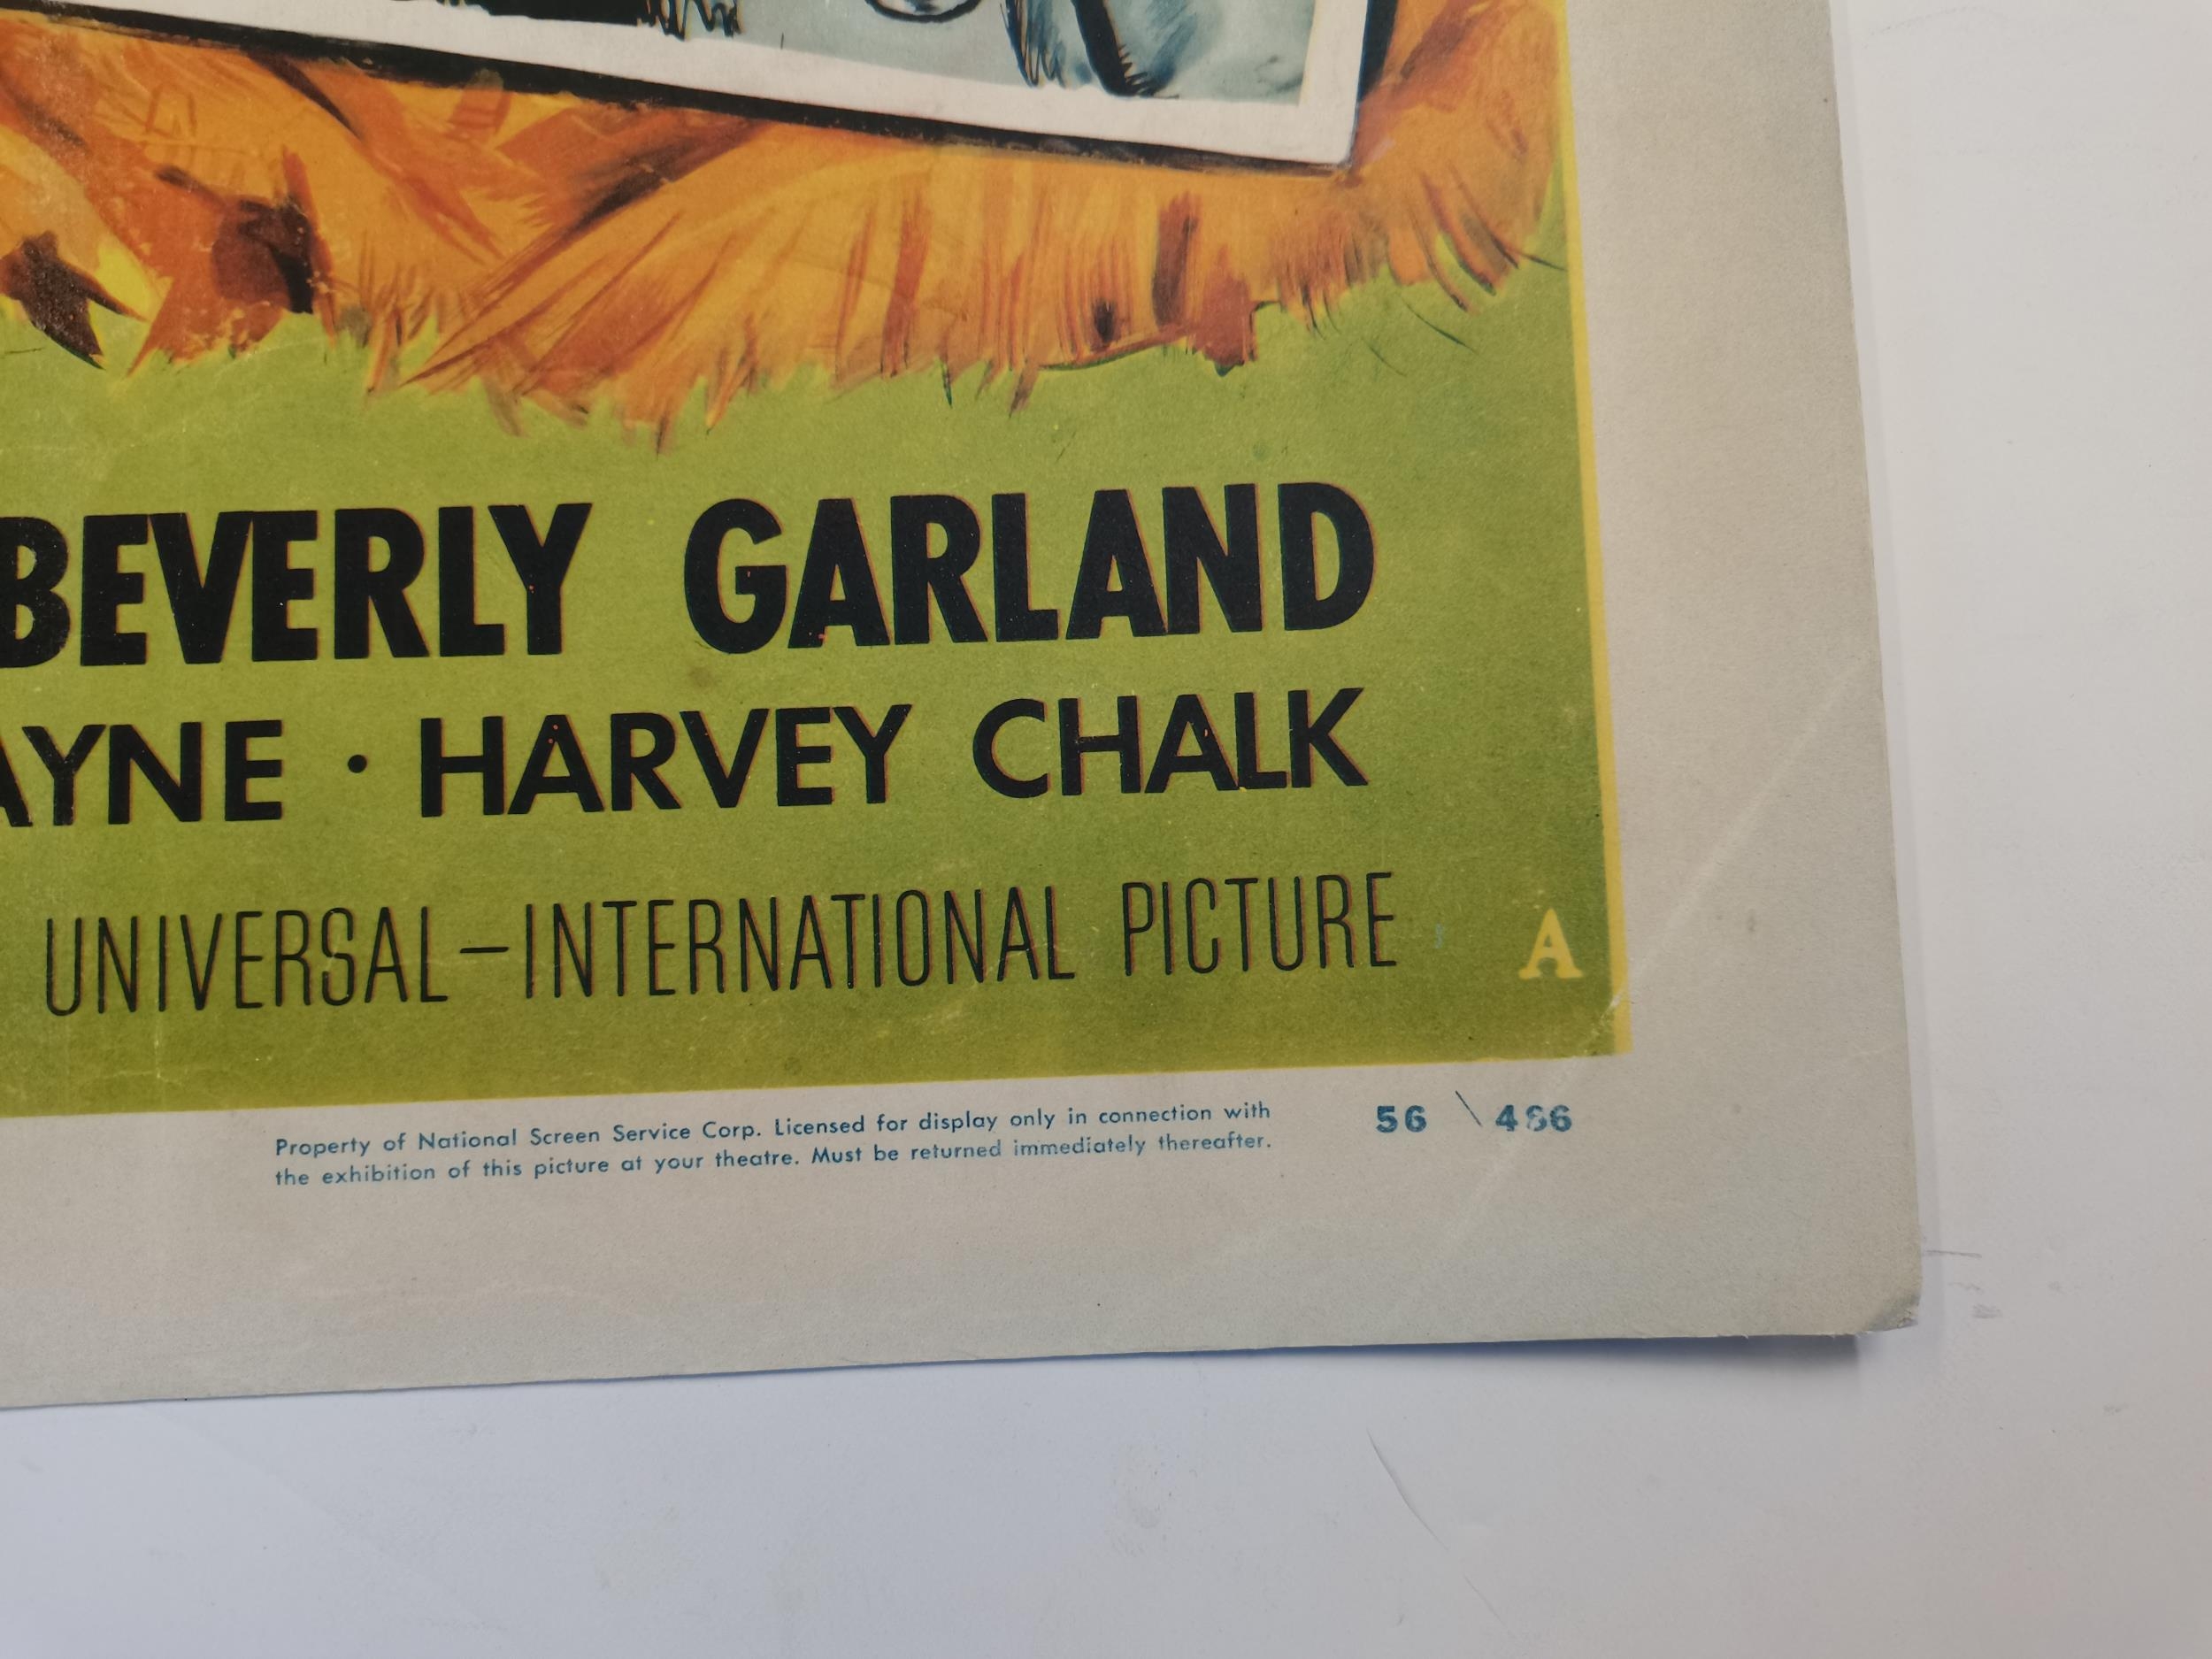 BEVERLY GARLAND
AYNE · HARVEY CHALK
UNIVERSAL-INTERNATIONAL PICTURE
A
Property of National Screen Service Corp. Licensed for display only in connection with
the exhibition of this picture at your theatre. Must be returned immediately thereafter.
56 \ 486